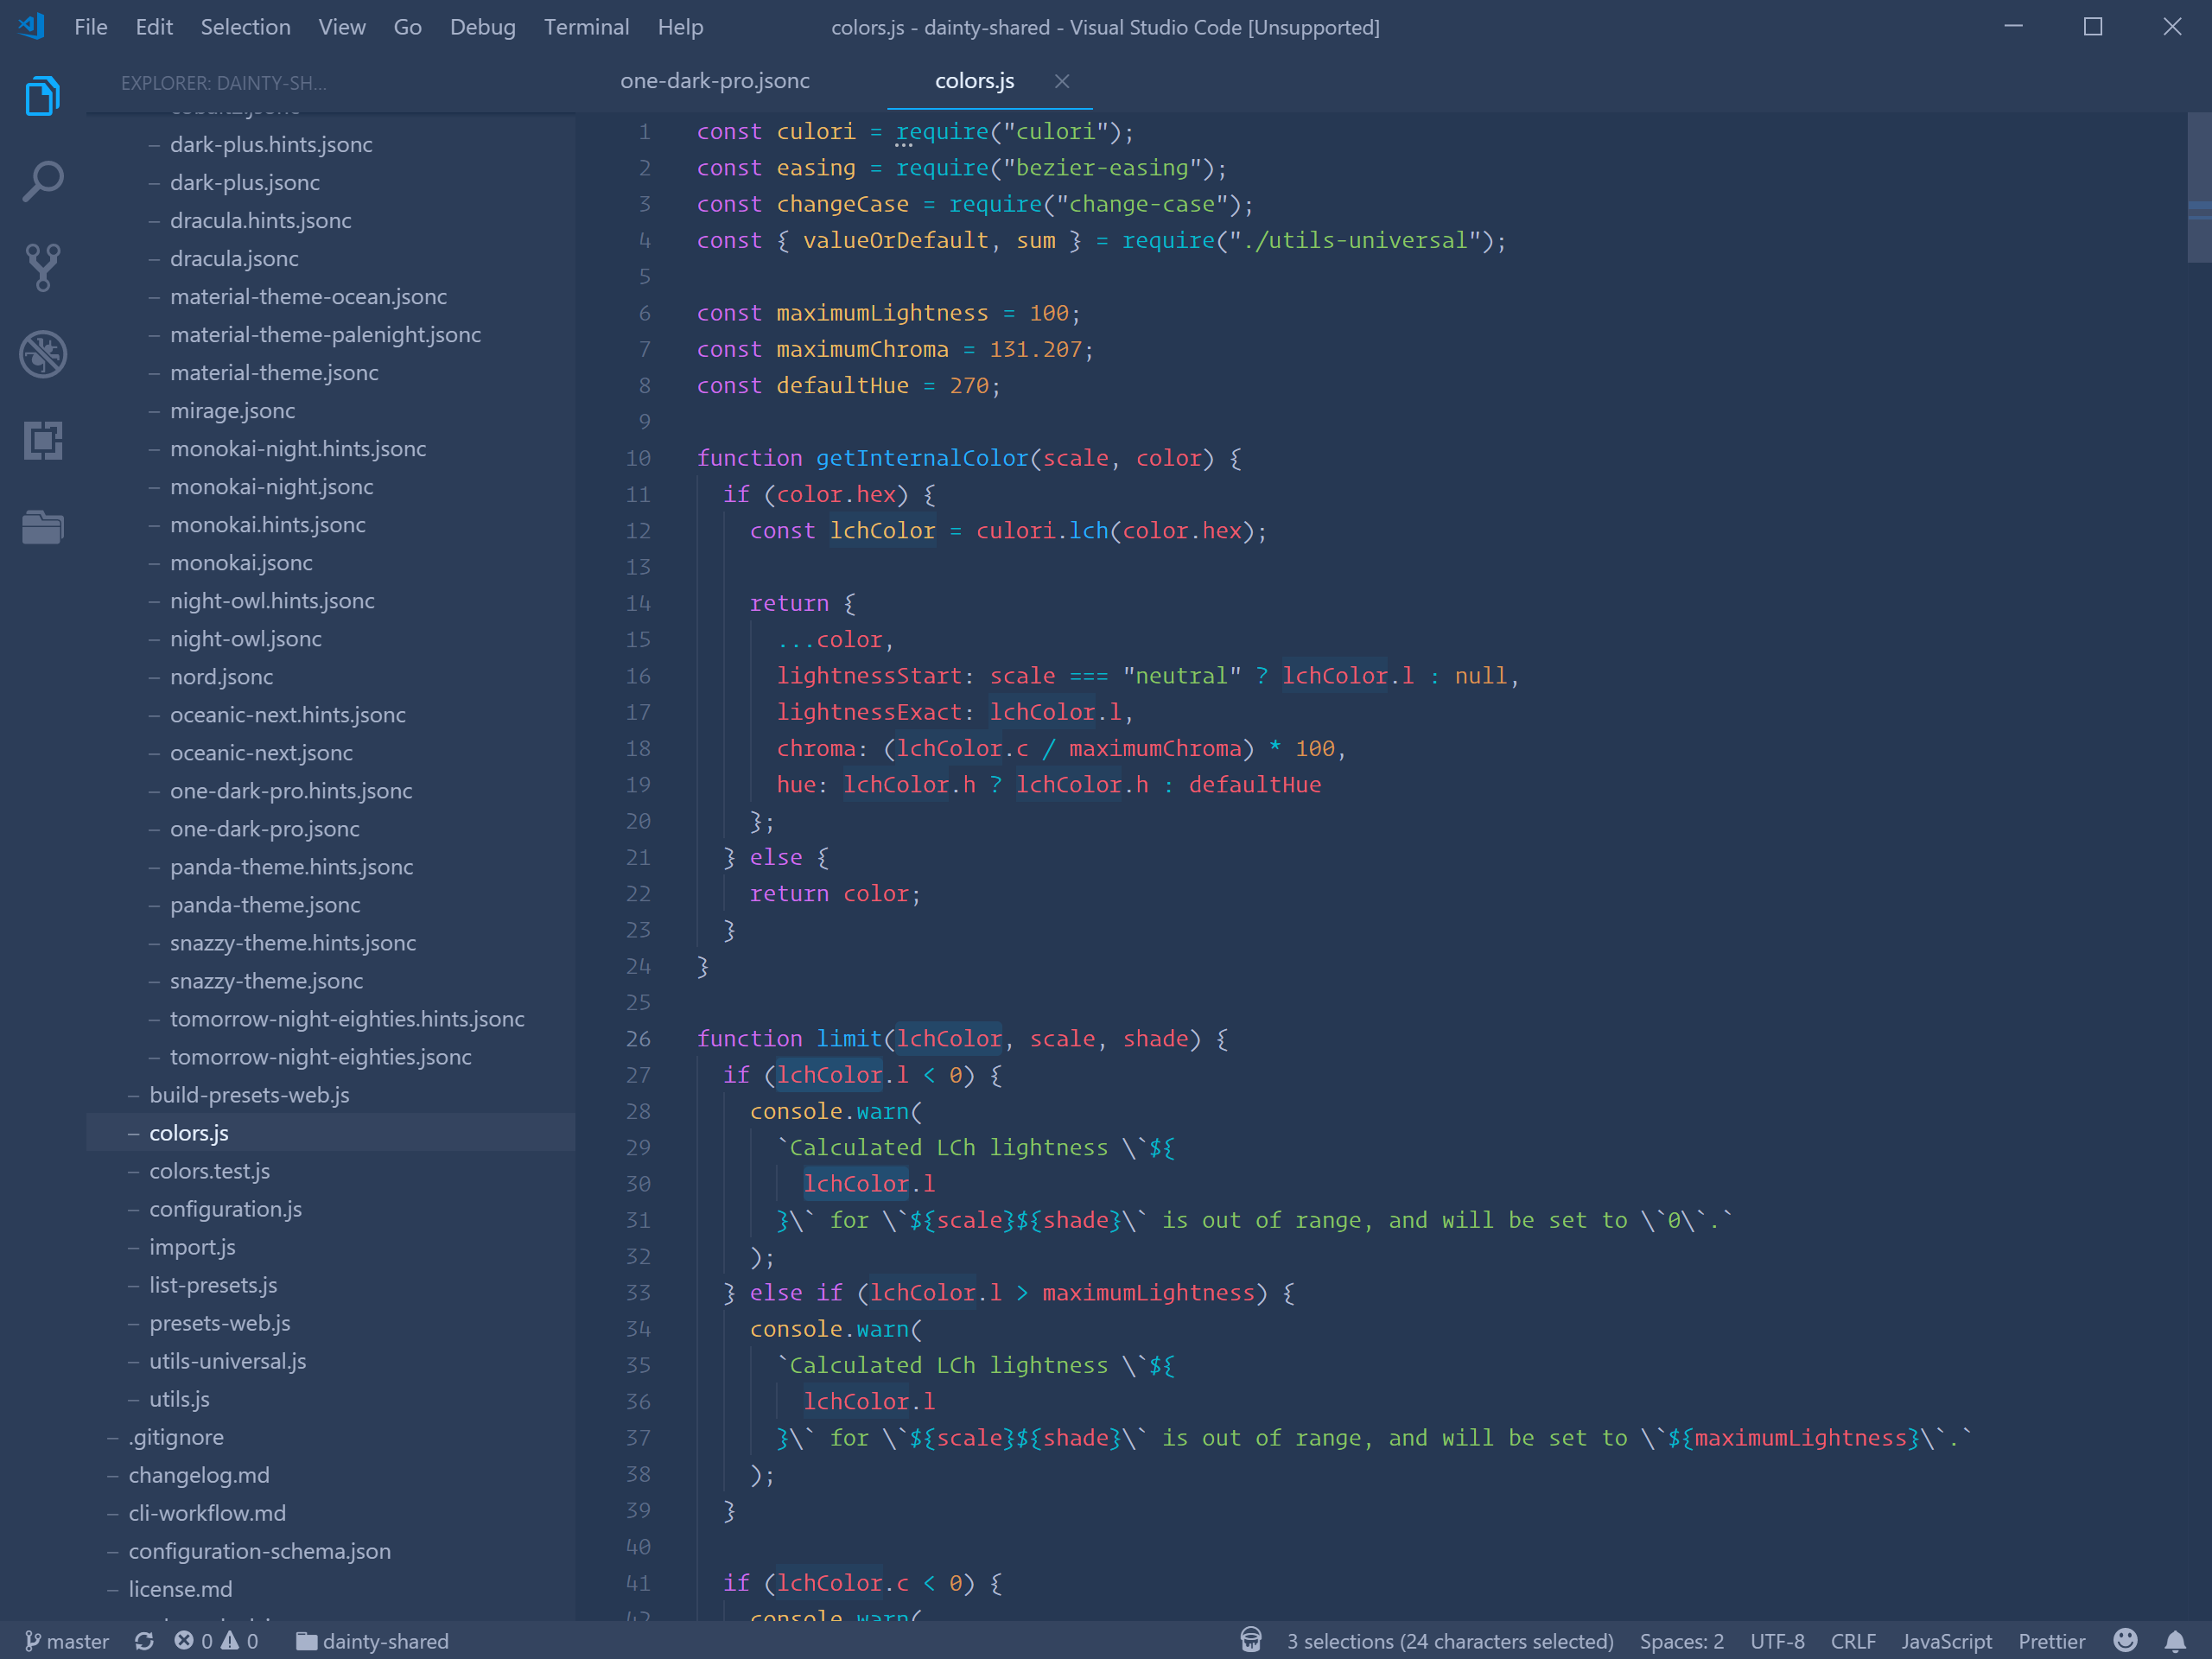 File Edit Selection View Go Debug Terminal Help
colors.js - dainty-shared - Visual Studio Code [Unsupported]
EXPLORER: DAINTY-SH...
dark-plus.hints.jsonc
dark-plus.jsonc
dracula.hints.jsonc
dracula.jsonc
material-theme-ocean.jsonc
material-theme-palenight.jsonc
material-theme.jsonc
mirage.jsonc
monokai-night.hints.jsonc
monokai-night.jsonc
monokai.hints.jsonc
monokai.jsonc
night-owl.hints.jsonc
night-owl.jsonc
nord.jsonc
oceanic-next.hints.jsonc
oceanic-next.jsonc
one-dark-pro.hints.jsonc
one-dark-pro.jsonc
panda-theme.hints.jsonc
panda-theme.jsonc
snazzy-theme.hints.jsonc
snazzy-theme.jsonc
tomorrow-night-eighties.hints.jsonc
tomorrow-night-eighties.jsonc
build-presets-web.js
colors.js
colors.test.js
configuration.js
import.js
list-presets.js
presets-web.js
utils-universal.js
utils.js
.gitignore
changelog.md
cli-workflow.md
configuration-schema.json
license.md
one-dark-pro.jsonc colors.js
1 const culori = require("culori");
2 const easing = require("bezier-easing");
3 const changeCase = require("change-case");
4 const { valueOrDefault, sum } = require("./utils-universal");
5
6 const maximumLightness = 100;
7 const maximumChroma = 131.207;
8 const defaultHue = 270;
9
10 function getInternalColor(scale, color) {
11 if (color.hex) {
12 const lchColor = culori.lch(color.hex);
13
14 return {
15 ...color,
16 lightnessStart: scale === "neutral" ? lchColor.l : null,
17 lightnessExact: lchColor.l,
18 chroma: (lchColor.c / maximumChroma) * 100,
19 hue: lchColor.h ? lchColor.h : defaultHue
20 };
21 } else {
22 return color;
23 }
24 }
25
26 function limit(lchColor, scale, shade) {
27 if (lchColor.l < 0) {
28 console.warn(
29 `Calculated LCh lightness \`${
30 lchColor.l
31 }\` for \`${scale}${shade}\` is out of range, and will be set to \`0\`.`
32 );
33 } else if (lchColor.l > maximumLightness) {
34 console.warn(
35 `Calculated LCh lightness \`${
36 lchColor.l
37 }\` for \`${scale}${shade}\` is out of range, and will be set to \`${maximumLightness}\`.`
38 );
39 }
40
41 if (lchColor.c < 0) {
42 console.warn(
master 0 0 dainty-shared 3 selections (24 characters selected) Spaces: 2 UTF-8 CRLF JavaScript Prettier